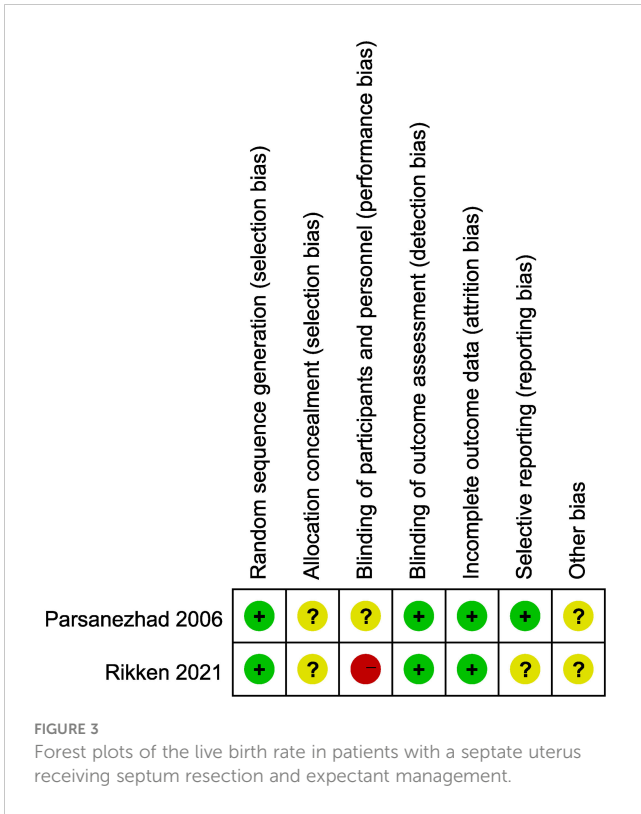 Random sequence generation (selection bias)
Allocation concealment (selection bias)
Blinding of participants and personnel (performance bias)
Blinding of outcome assessment (detection bias)
Incomplete outcome data (attrition bias)
Selective reporting (reporting bias)
Other bias
Parsanezhad 2006 + ? ? + + + ?
Rikken 2021 + ? - + + ? ?
FIGURE 3
Forest plots of the live birth rate in patients with a septate uterus
receiving septum resection and expectant management.